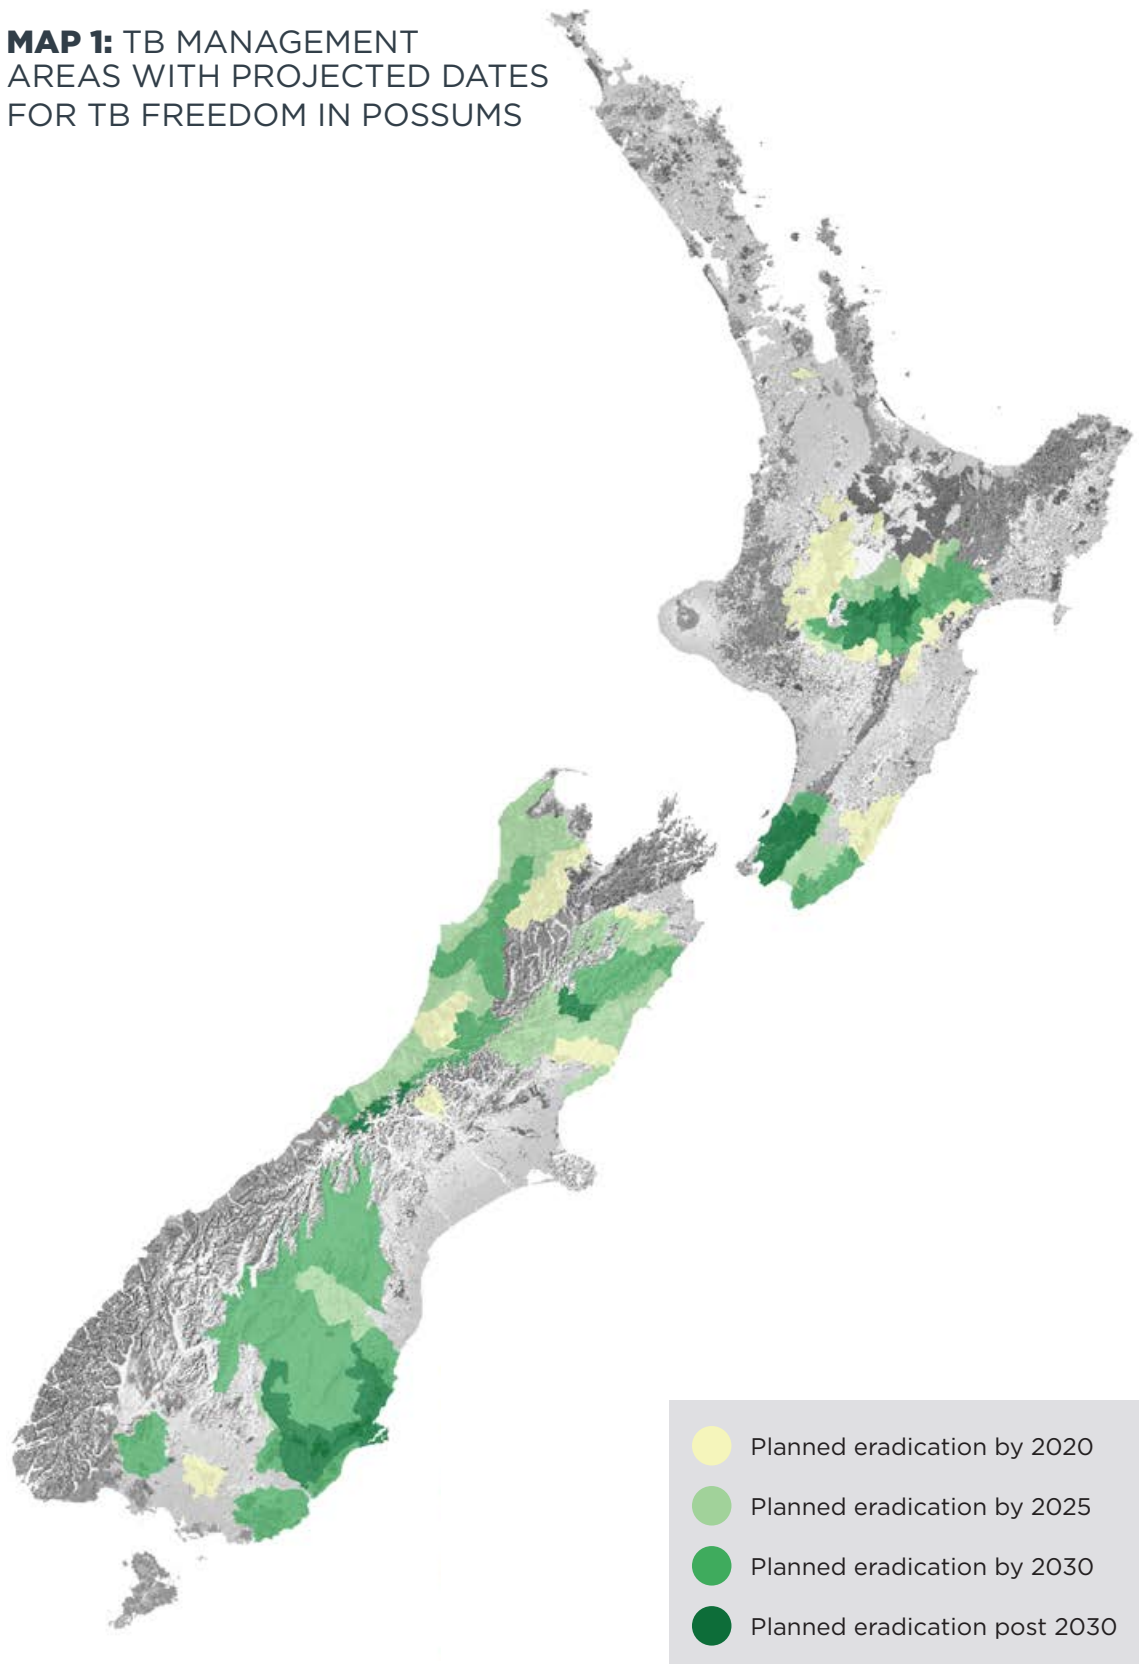 MAP 1: TB MANAGEMENT
AREAS WITH PROJECTED DATES
FOR TB FREEDOM IN POSSUMS
Planned eradication by 2020
Planned eradication by 2025
Planned eradication by 2030
Planned eradication post 2030